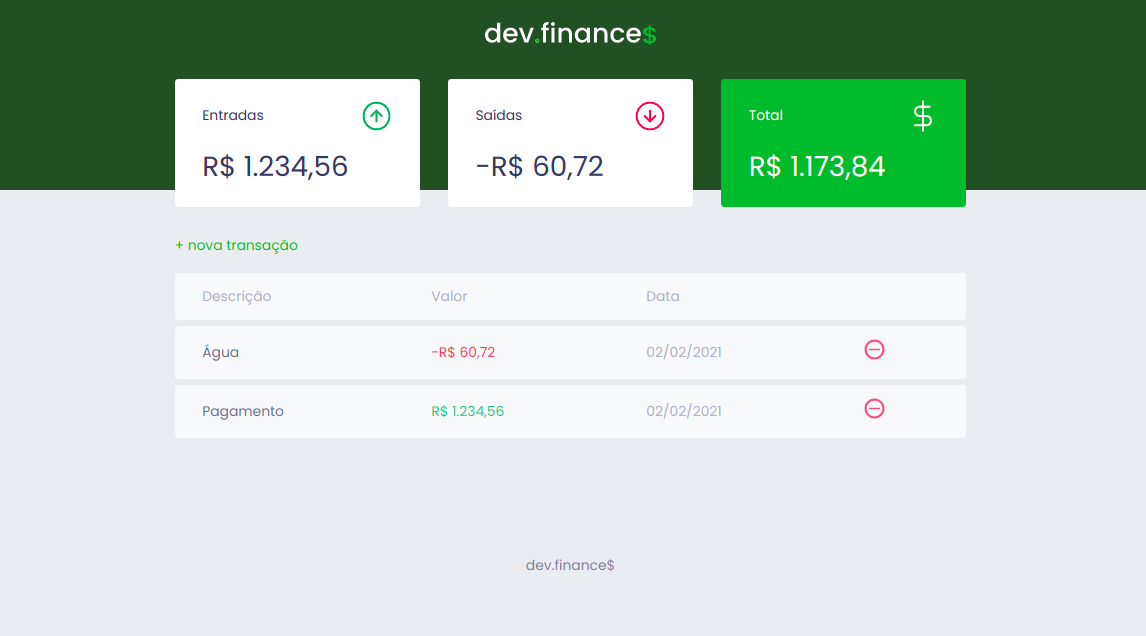 dev.finance$
Entradas
R$ 1.234,56
Saídas
-R$ 60,72
Total
$
R$ 1.173,84
+ nova transação
Descrição Valor Data
Água -R$ 60,72 02/02/2021
Pagamento R$ 1.234,56 02/02/2021
dev.finance$